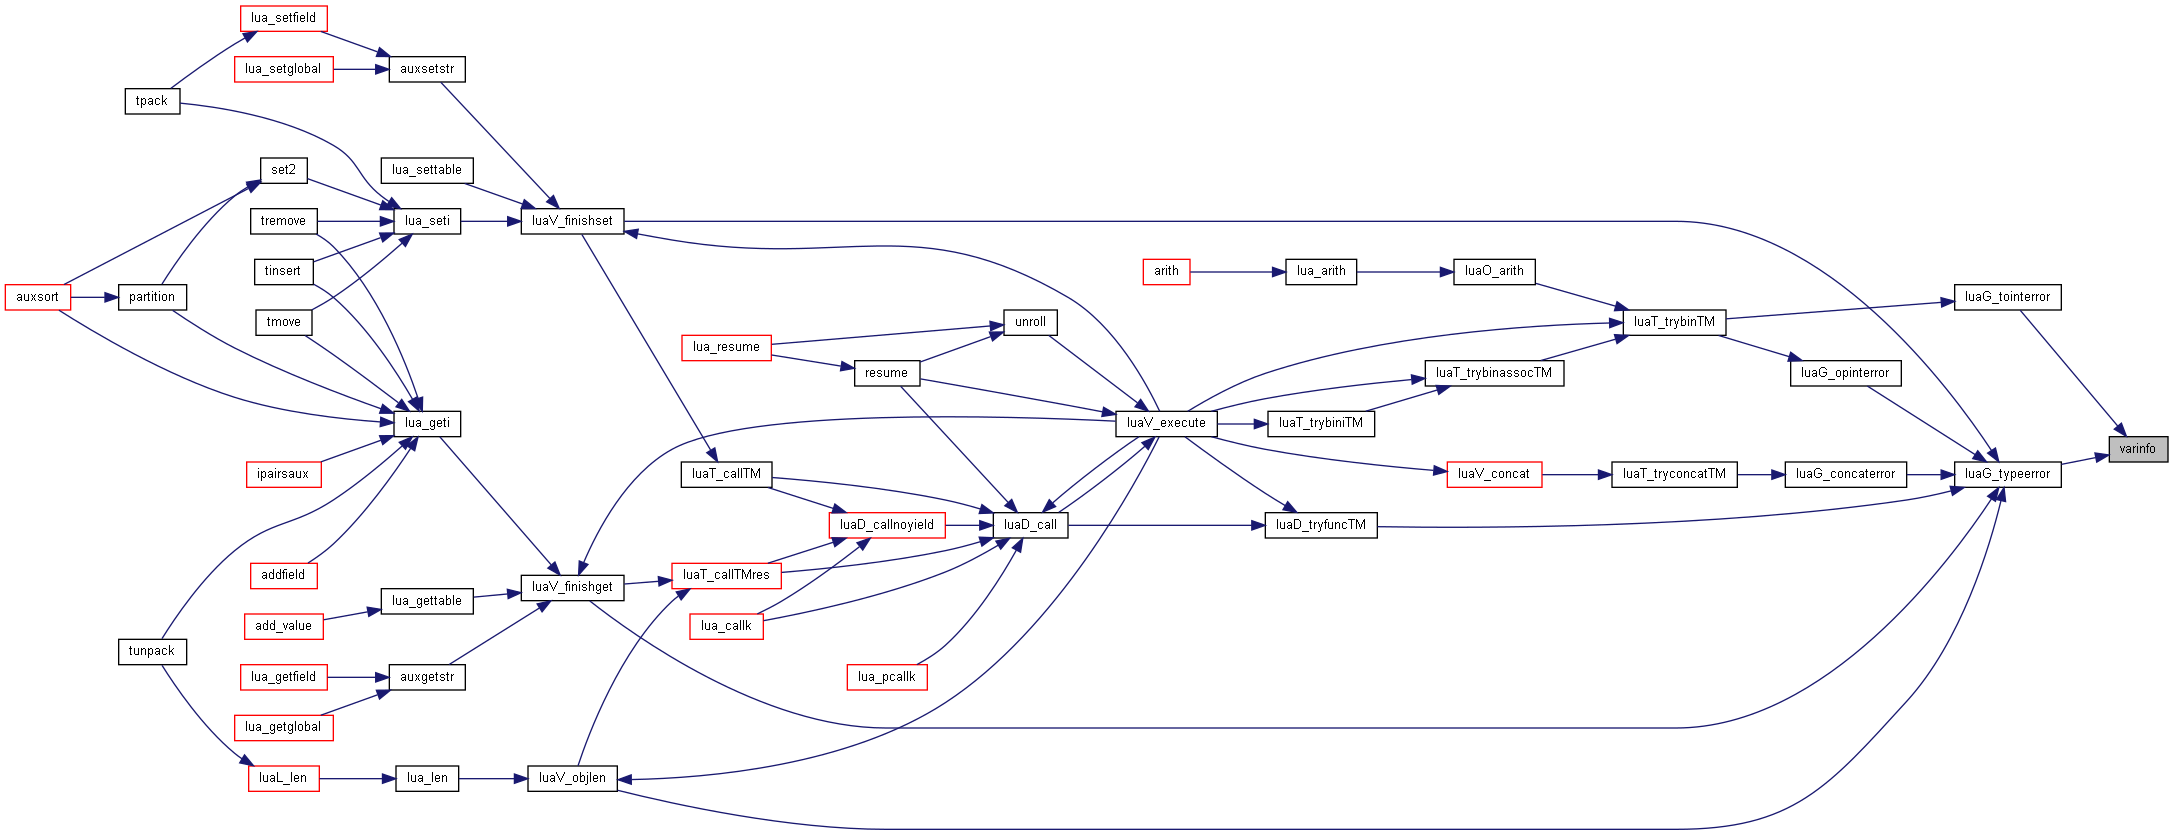 lua_setfield
lua_setglobal
auxsetstr
tpack
set2
lua_settable
tremove
lua_seti
luaV_finishset
tinsert
auxsort
partition
tmove
arith
lua_arith
luaO_arith
luaG_tointerror
unroll
luaT_trybinTM
lua_resume
resume
luaT_trybinassocTM
luaG_opinterror
lua_geti
luaV_execute
luaT_trybiniTM
varinfo
ipairsaux
luaT_callTM
luaV_concat
luaT_tryconcatTM
luaG_concaterror
luaG_typeerror
luaD_callnoyield
luaD_call
luaD_tryfuncTM
addfield
luaV_finishget
luaT_callTMres
lua_gettable
add_value
lua_callk
tunpack
lua_getfield
auxgetstr
lua_pcallk
lua_getglobal
luaL_len
lua_len
luaV_objlen